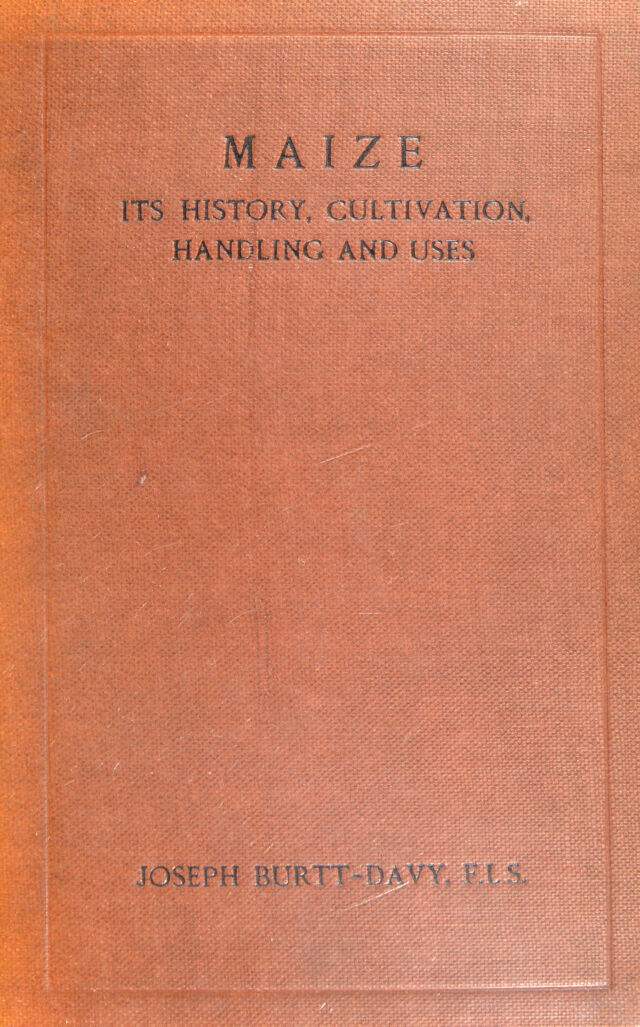 MAIZE
ITS HISTORY, CULTIVATION,
HANDLING AND USES
JOSEPH BURTT-DAVY, F.L.S.